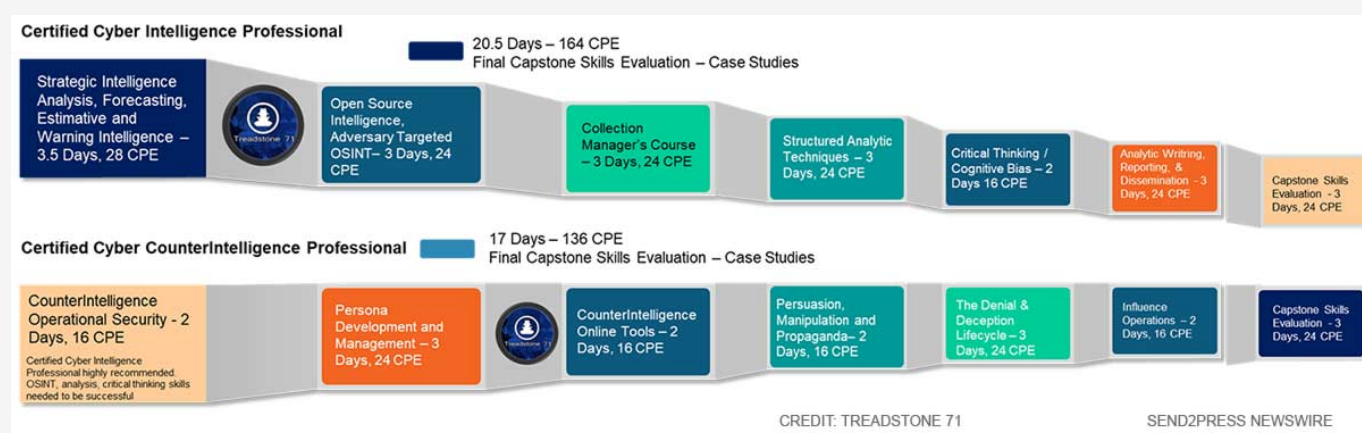 Certified Cyber Intelligence Professional
20.5 Days – 164 CPE
Final Capstone Skills Evaluation – Case Studies
Strategic Intelligence
Analysis, Forecasting,
Estimative and
Warning Intelligence –
3.5 Days, 28 CPE
Treadstone 71
Open Source
Intelligence,
Adversary Targeted
OSINT– 3 Days, 24
CPE
Collection
Manager's Course
– 3 Days, 24 CPE
Structured Analytic
Techniques – 3
Days, 24 CPE
Critical Thinking /
Cognitive Bias – 2
Days 16 CPE
Analytic Writring,
Reporting, &
Dissemination - 3
Days, 24 CPE
Capstone Skills
Evaluation - 3
Days, 24 CPE
Certified Cyber CounterIntelligence Professional
17 Days – 136 CPE
Final Capstone Skills Evaluation – Case Studies
CounterIntelligence
Operational Security - 2
Days, 16 CPE
Certified Cyber Intelligence
Professional highly recommended.
OSINT, analysis, critical thinking skills
needed to be successful
Persona
Development and
Management – 3
Days, 24 CPE
Treadstone 71
CounterIntelligence
Online Tools – 2
Days, 16 CPE
Persuasion,
Manipulation and
Propaganda– 2
Days, 16 CPE
The Denial &
Deception
Lifecycle – 3
Days, 24 CPE
Influence
Operations – 2
Days, 16 CPE
Capstone Skills
Evaluation - 3
Days, 24 CPE
CREDIT: TREADSTONE 71
SEND2PRESS NEWSWIRE